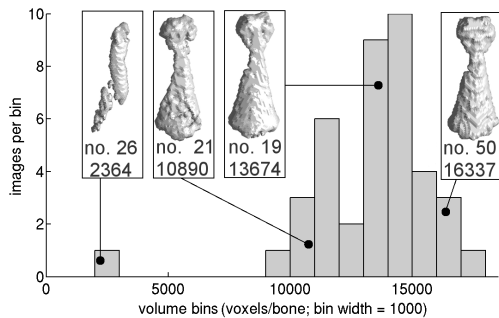 10
8
6
4
2
0
images per bin
no. 26
2364
no. 21
10890
no. 19
13674
no. 50
16337
0
5000
10000
15000
volume bins (voxels/bone; bin width = 1000)